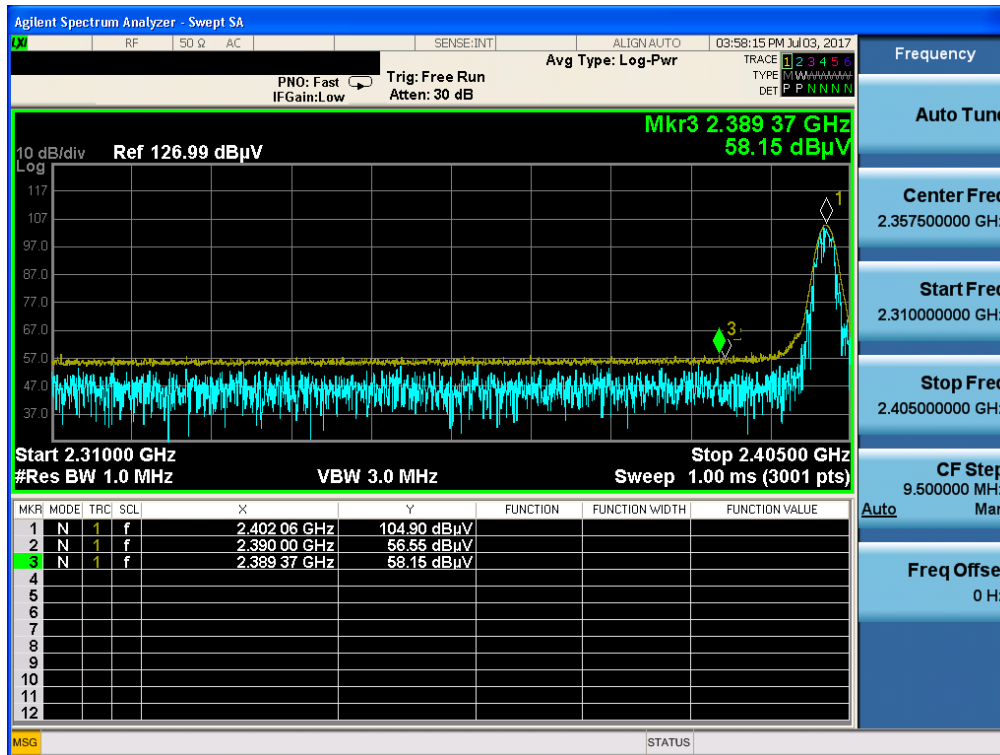 Agilent Spectrum Analyzer - Swept SA
LXI RF 50 Ω AC SENSE:INT ALIGN AUTO 03:58:15 PM Jul 03, 2017
PNO: Fast Trig: Free Run Avg Type: Log-Pwr TRACE 1 2 3 4 5 6
IFGain:Low Atten: 30 dB TYPE M W
DET P P N N N N
Mkr3 2.389 37 GHz
58.15 dBµV
10 dB/div Ref 126.99 dBµV
Log
117
107
97.0
87.0
77.0
67.0
57.0
47.0
37.0
1
3
Start 2.31000 GHz Stop 2.40500 GHz
#Res BW 1.0 MHz VBW 3.0 MHz Sweep 1.00 ms (3001 pts)
MKR MODE TRC SCL X Y FUNCTION FUNCTION WIDTH FUNCTION VALUE
1 N 1 f 2.402 06 GHz 104.90 dBµV
2 N 1 f 2.390 00 GHz 56.55 dBµV
3 N 1 f 2.389 37 GHz 58.15 dBµV
4
5
6
7
8
9
10
11
12
MSG STATUS
Frequency
Auto Tune
Center Freq
2.357500000 GHz
Start Freq
2.310000000 GHz
Stop Freq
2.405000000 GHz
CF Step
9.500000 MHz
Auto Man
Freq Offset
0 Hz